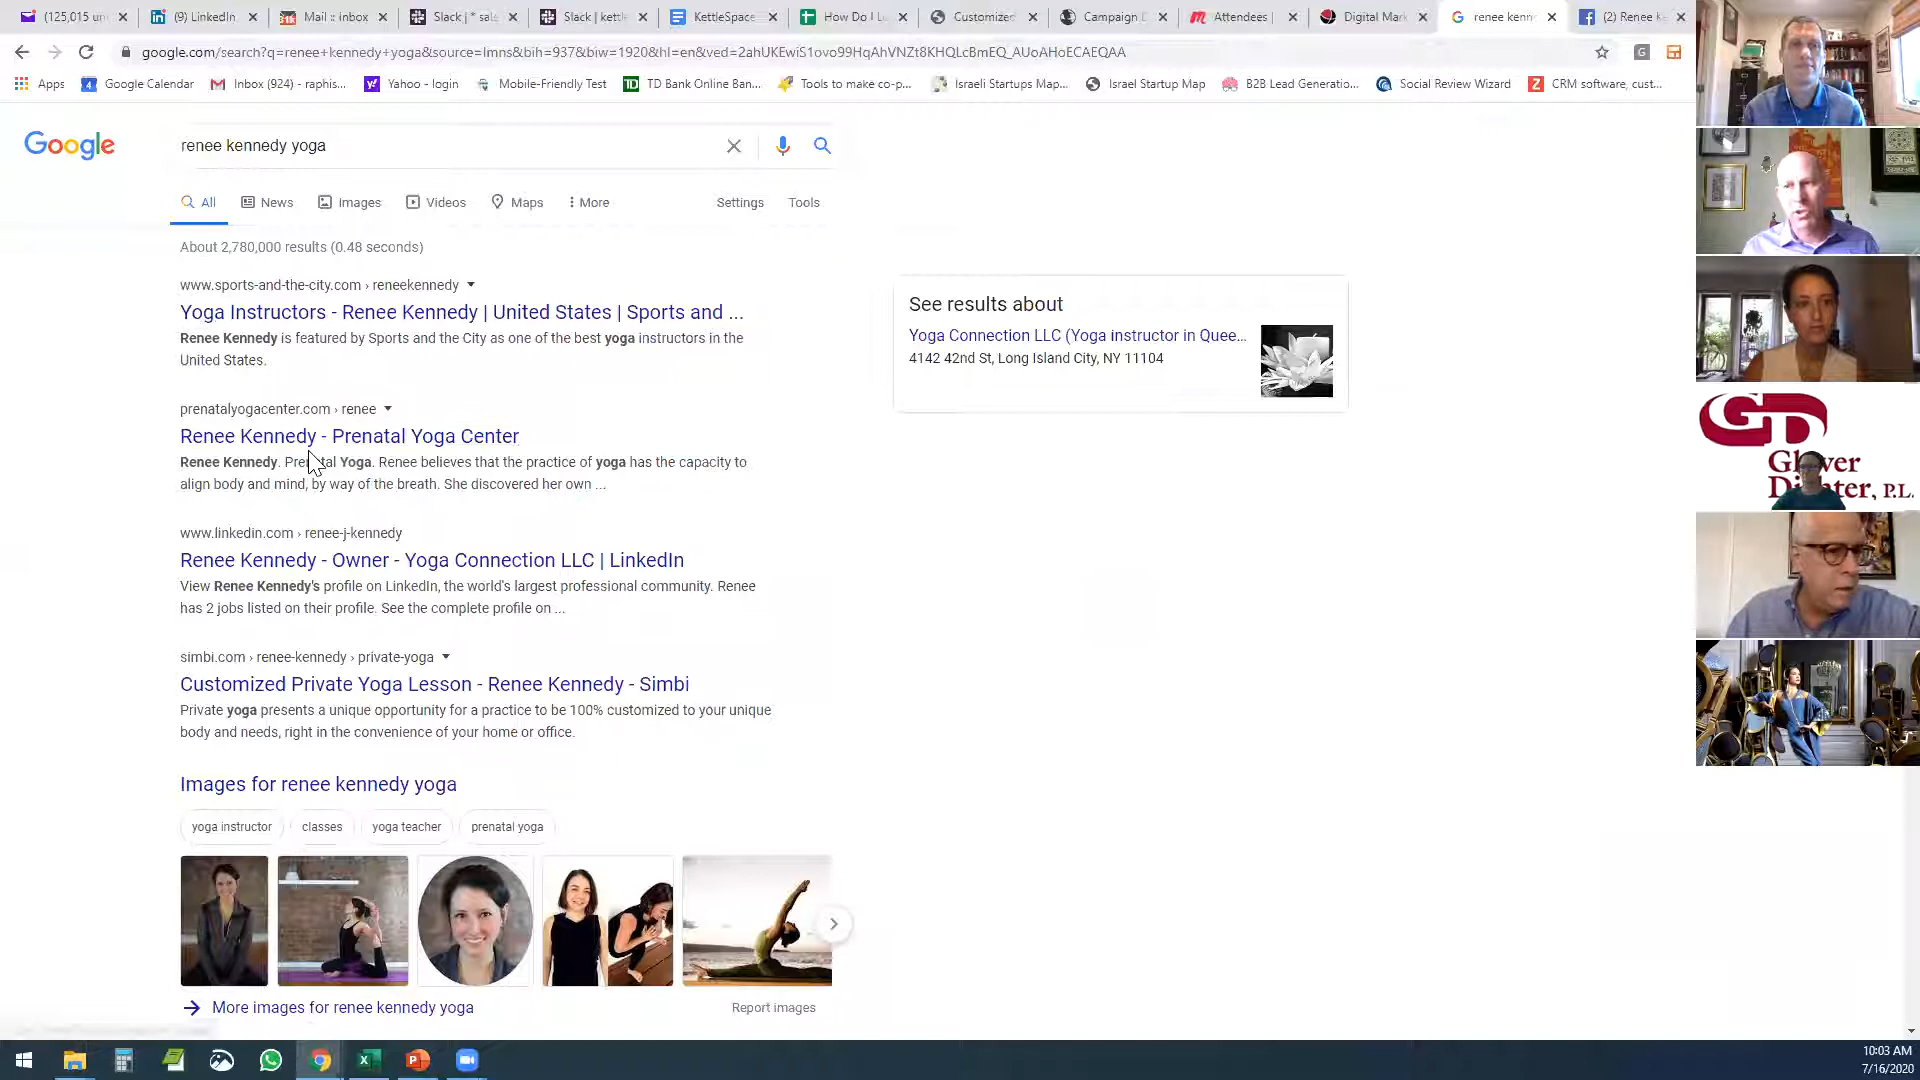 (125,015 un
(9) LinkedIn
Mail :: Inbox
Slack | * sale
Slack | kettle
KettleSpace
How Do I L
Customized
Campaign D
Attendees |
Digital Mark
renee kenn
(2) Renee Ke
google.com/search?q=renee+kennedy+yoga&source=lmns&bih=937&biw=1920&hl=en&ved=2ahUKEwiS1ovo99HqAhVNZt8KHQLcBmEQ_AUoAHoECAEQAA
Apps
Google Calendar
Inbox (924) - raphis...
Yahoo - login
Mobile-Friendly Test
TD Bank Online Ban...
Tools to make co-p...
Israeli Startups Map...
Israel Startup Map
B2B Lead Generatio...
Social Review Wizard
CRM software, cust...
Google
renee kennedy yoga
All
News
Images
Videos
Maps
More
Settings
Tools
About 2,780,000 results (0.48 seconds)
www.sports-and-the-city.com › reneekennedy
Yoga Instructors - Renee Kennedy | United States | Sports and ...
Renee Kennedy is featured by Sports and the City as one of the best yoga instructors in the
United States.
prenatalyogacenter.com › renee
Renee Kennedy - Prenatal Yoga Center
Renee Kennedy. Prenatal Yoga. Renee believes that the practice of yoga has the capacity to
align body and mind, by way of the breath. She discovered her own ...
www.linkedin.com › renee-j-kennedy
Renee Kennedy - Owner - Yoga Connection LLC | LinkedIn
View Renee Kennedy's profile on LinkedIn, the world's largest professional community. Renee
has 2 jobs listed on their profile. See the complete profile on ...
simbi.com › renee-kennedy › private-yoga
Customized Private Yoga Lesson - Renee Kennedy - Simbi
Private yoga presents a unique opportunity for a practice to be 100% customized to your unique
body and needs, right in the convenience of your home or office.
Images for renee kennedy yoga
yoga instructor
classes
yoga teacher
prenatal yoga
More images for renee kennedy yoga
Report images
See results about
Yoga Connection LLC (Yoga instructor in Quee...
4142 42nd St, Long Island City, NY 11104
GD
Glover
Dichter, P.L.
10:03 AM
7/16/2020